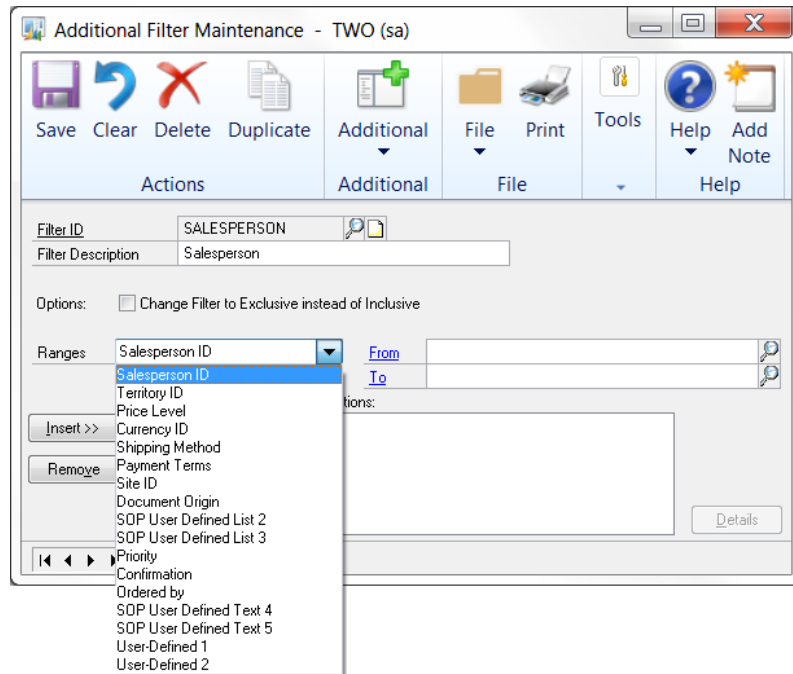 Additional Filter Maintenance - TWO (sa)
Save Clear Delete Duplicate Additional File Print Tools Help Add Note
Actions Additional File Help
Filter ID SALESPERSON
Filter Description Salesperson
Options: Change Filter to Exclusive instead of Inclusive
Ranges Salesperson ID From
Salesperson ID To
Territory ID
tions:
Price Level
Insert >> Currency ID
Shipping Method
Remove Payment Terms
Site ID
Document Origin
SOP User Defined List 2 Details
SOP User Defined List 3
Priority
Confirmation
Ordered by
SOP User Defined Text 4
SOP User Defined Text 5
User-Defined 1
User-Defined 2